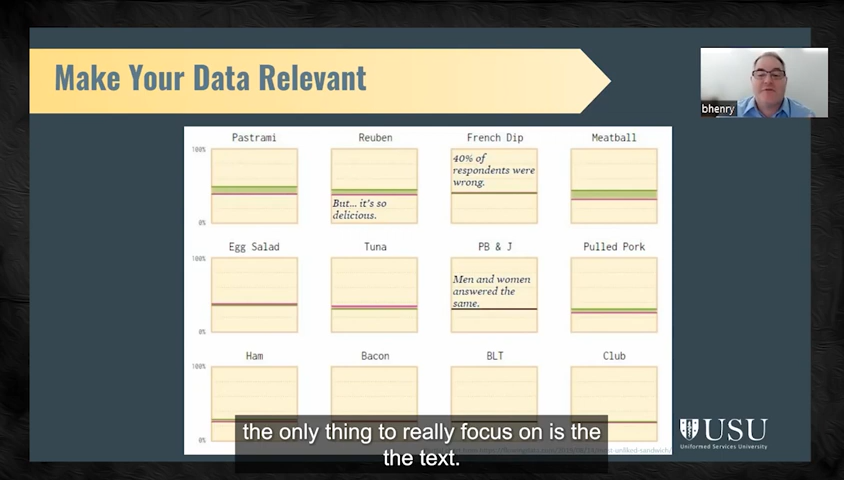 Make Your Data Relevant
bhenry
Pastrami
Reuben
French Dip
Meatball
100%
0%
But... it's so
delicious.
40% of
respondents were
wrong.
Egg Salad
Tuna
PB & J
Pulled Pork
100%
0%
Men and women
answered the
same.
Ham
Bacon
BLT
Club
100%
0%
the only thing to really focus on is the
the text.
USU
Uniformed Services University